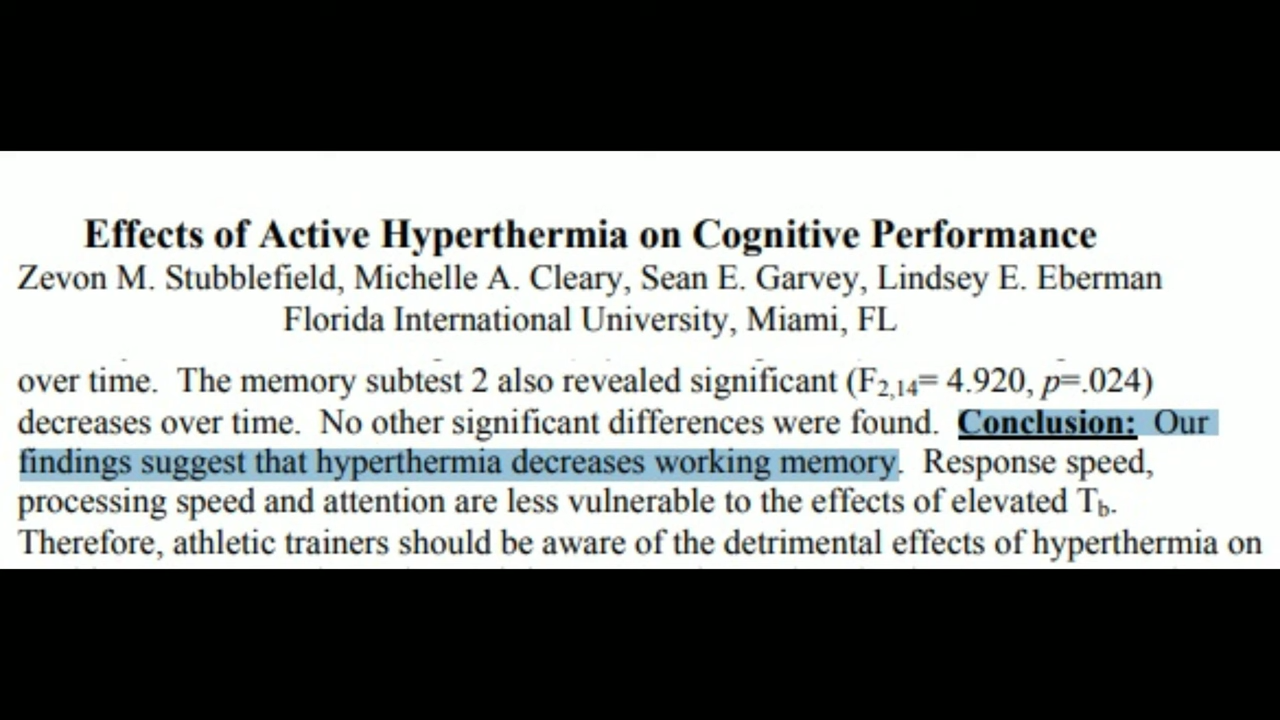 Effects of Active Hyperthermia on Cognitive Performance
Zevon M. Stubblefield, Michelle A. Cleary, Sean E. Garvey, Lindsey E. Eberman
Florida International University, Miami, FL
over time. The memory subtest 2 also revealed significant (F2,14= 4.920, p=.024)
decreases over time. No other significant differences were found. Conclusion: Our
findings suggest that hyperthermia decreases working memory. Response speed,
processing speed and attention are less vulnerable to the effects of elevated Tb.
Therefore, athletic trainers should be aware of the detrimental effects of hyperthermia on